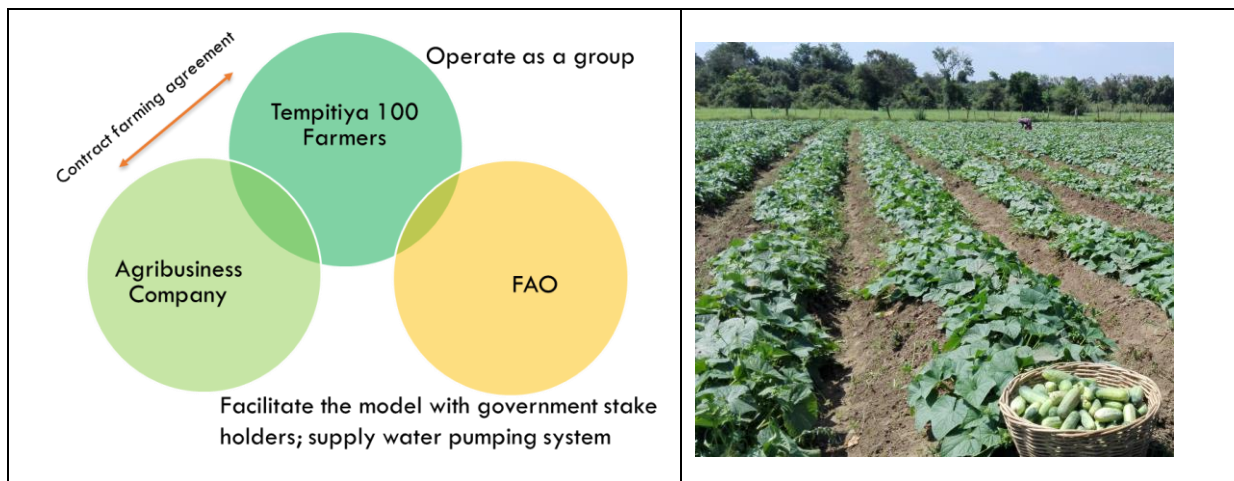 Contract farming agreement
Operate as a group
Tempitiya 100
Farmers
Agribusiness
Company
FAO
Facilitate the model with government stake
holders; supply water pumping system